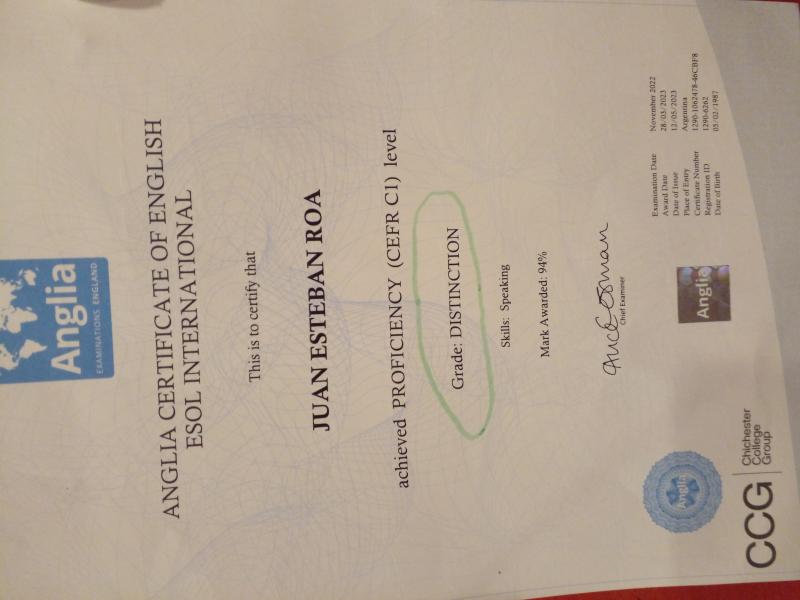 Anglia
EXAMINATIONS ENGLAND
ANGLIA CERTIFICATE OF ENGLISH
ESOL INTERNATIONAL
This is to certify that
JUAN ESTEBAN ROA
achieved PROFICIENCY (CEFR C1) level
Grade: DISTINCTION
Skills: Speaking
Mark Awarded: 94%
Chief Examiner
Examination Date November 2022
Award Date 28/03/2023
Date of Issue 12/05/2023
Place of Entry Argentina
Certificate Number 1290-1062478-46CBF8
Registration ID 1290-6262
Date of Birth 05/02/1987
Anglia
Anglia
CCG
Chichester
College
Group